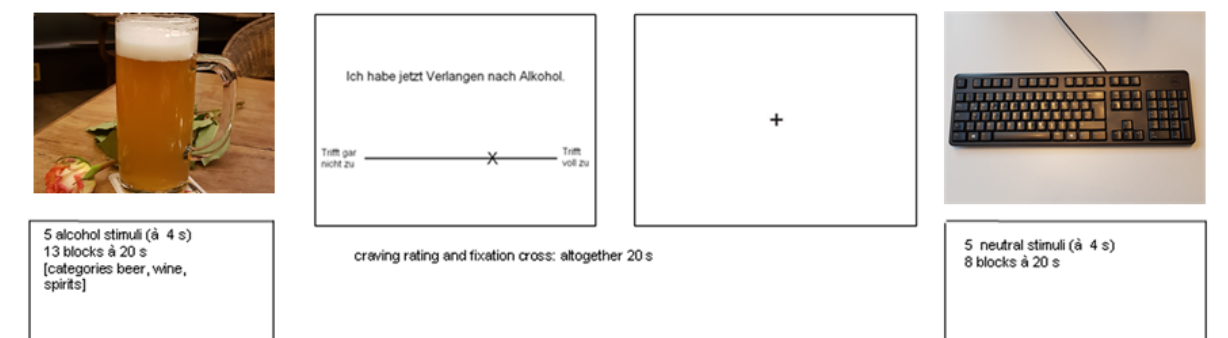 Ich habe jetzt Verlangen nach Alkohol.
Trifft gar
nicht zu
X
Trifft
voll zu
+
5 alcohol stimuli (à 4 s)
13 blocks à 20 s
[categories beer, wine,
spirits]
craving rating and fixation cross: altogether 20 s
5 neutral stimuli (à 4 s)
8 blocks à 20 s